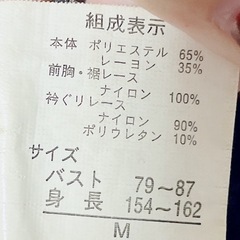 組成表示
本体 ポリエステル 65%
レーヨン 35%
前胸・裾レース
ナイロン 100%
衿ぐりレース
ナイロン 90%
ポリウレタン 10%
サイズ
バスト 79~87
身長 154~162
M